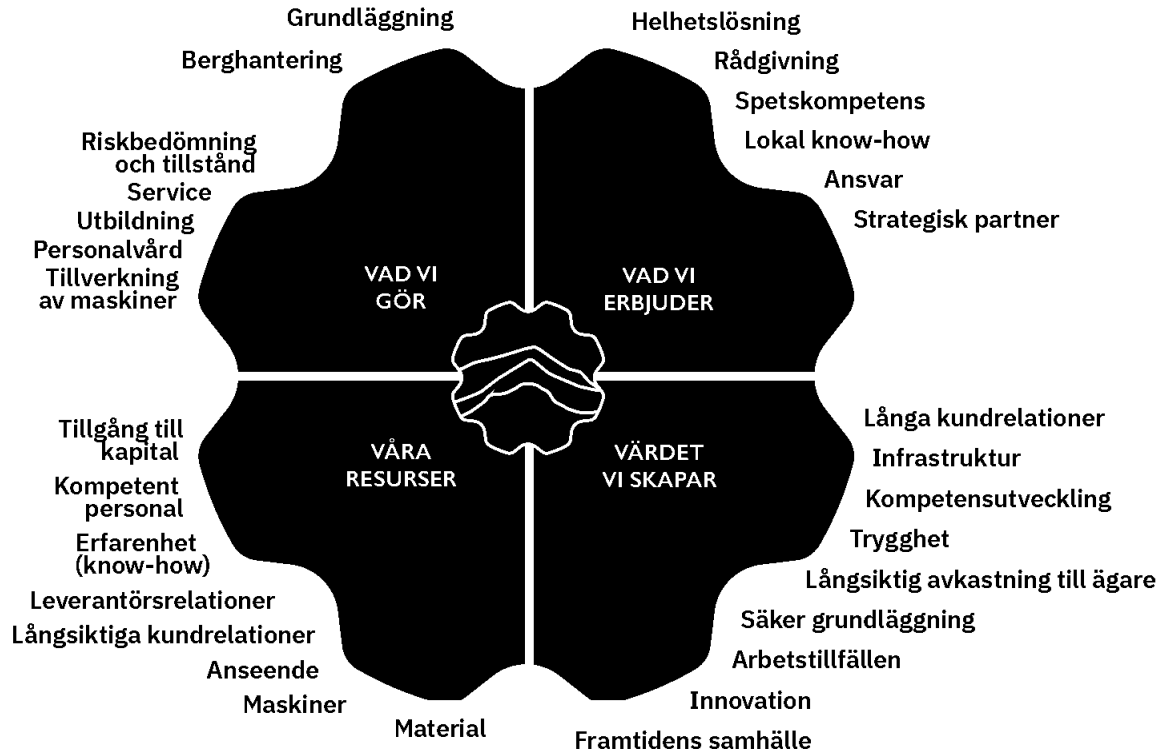 Grundläggning
Berghantering
Riskbedömning
och tillstånd
Service
Utbildning
Personalvård
Tillverkning
av maskiner
VAD VI
GÖR
Helhetslösning
Rådgivning
Spetskompetens
Lokal know-how
Ansvar
Strategisk partner
VAD VI
ERBJUDER
Tillgång till
kapital
Kompetent
personal
Erfarenhet
(know-how)
Leverantörsrelationer
Långsiktiga kundrelationer
Anseende
Maskiner
Material
VÅRA
RESURSER
Långa kundrelationer
Infrastruktur
Kompetensutveckling
Trygghet
Långsiktig avkastning till ägare
Säker grundläggning
Arbetstillfällen
Innovation
Framtidens samhälle
VÄRDET
VI SKAPAR